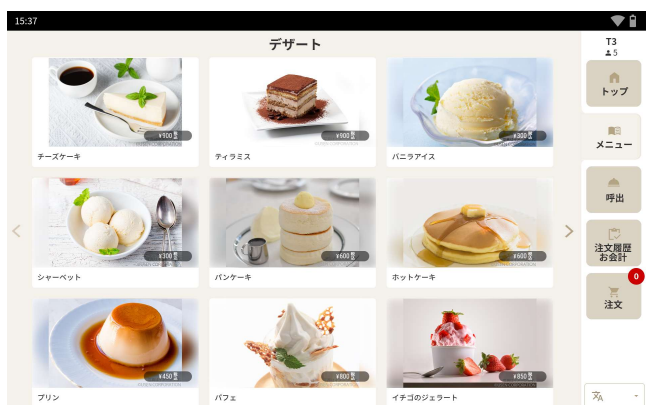 15:37
デザート
T3
5
トップ
メニュー
呼出
注文履歴
お会計
0
注文
¥900
チーズケーキ
¥900
ティラミス
¥300
バニラアイス
¥300
シャーベット
¥600
パンケーキ
¥600
ホットケーキ
¥450
プリン
¥800
パフェ
¥850
イチゴのジェラート